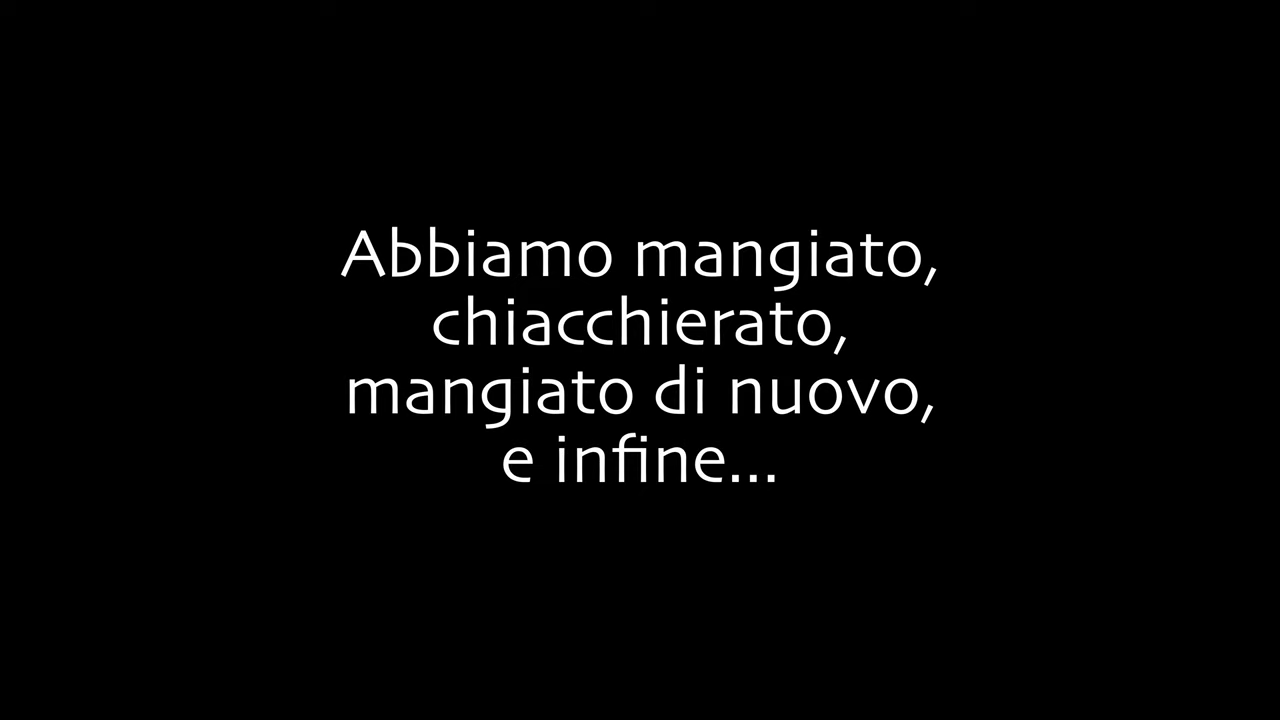 Abbiamo mangiato,
chiacchierato,
mangiato di nuovo,
e infine...